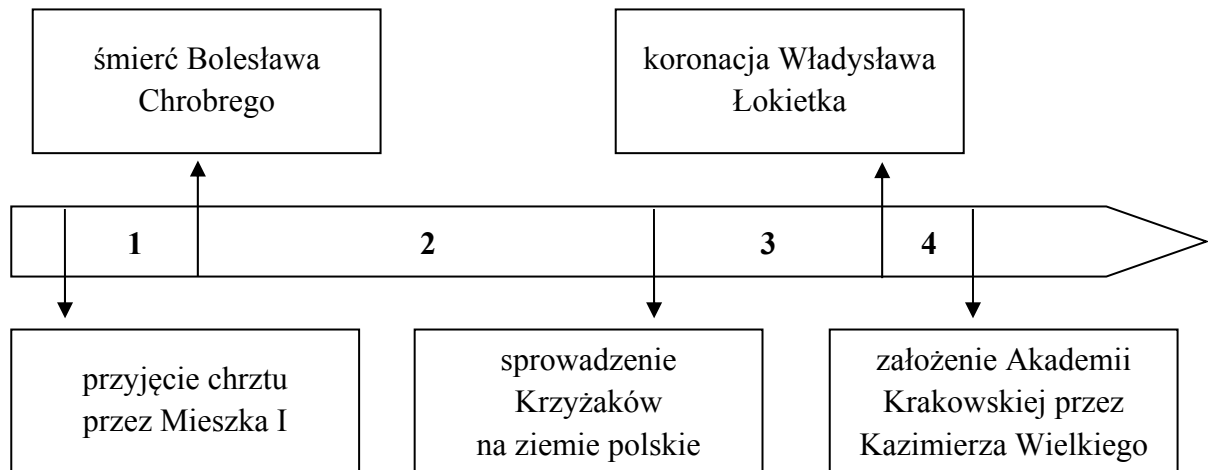 śmierć Bolesława
Chrobrego
koronacja Władysława
Łokietka
1
2
3
4
przyjęcie chrztu
przez Mieszka I
sprowadzenie
Krzyżaków
na ziemie polskie
założenie Akademii
Krakowskiej przez
Kazimierza Wielkiego